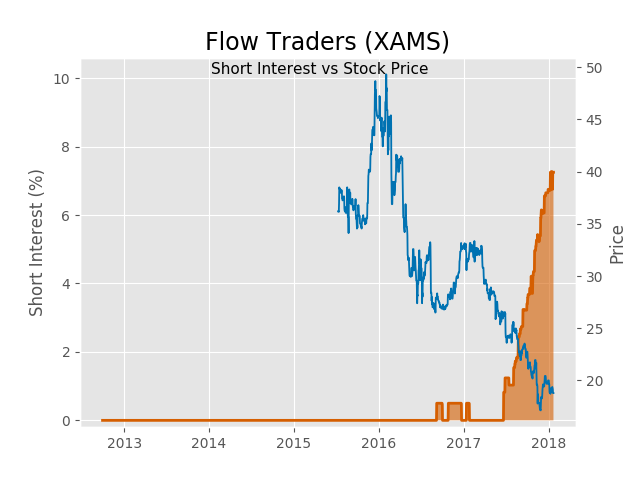 Flow Traders (XAMS)
Short Interest vs Stock Price
Short Interest (%)
10
8
6
4
2
0
50
45
40
35
30
25
20
Price
2013 2014 2015 2016 2017 2018